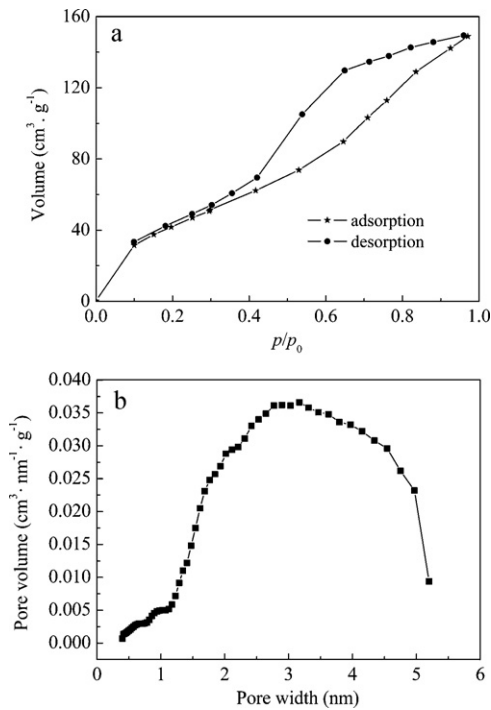 a
160
120
80
40
0
Volume (cm³· g⁻¹)
adsorption
desorption
0.0 0.2 0.4 0.6 0.8 1.0
p/p₀
b
0.040
0.035
0.030
0.025
0.020
0.015
0.010
0.005
0.000
Pore volume (cm³· nm⁻¹· g⁻¹)
0 1 2 3 4 5 6
Pore width (nm)